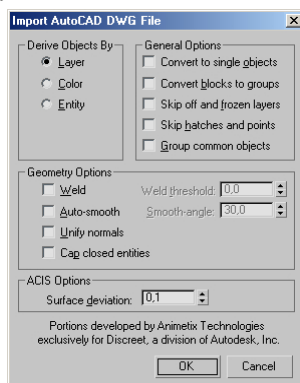 Import AutoCAD DWG File
Derive Objects By
Layer
Color
Entity
General Options
Convert to single objects
Convert blocks to groups
Skip off and frozen layers
Skip hatches and points
Group common objects
Geometry Options
Weld
Weld threshold: 0,0
Auto-smooth
Smooth-angle: 30,0
Unify normals
Cap closed entities
ACIS Options
Surface deviation: 0,1
Portions developed by Animetix Technologies
exclusively for Discreet, a division of Autodesk, Inc.
OK
Cancel